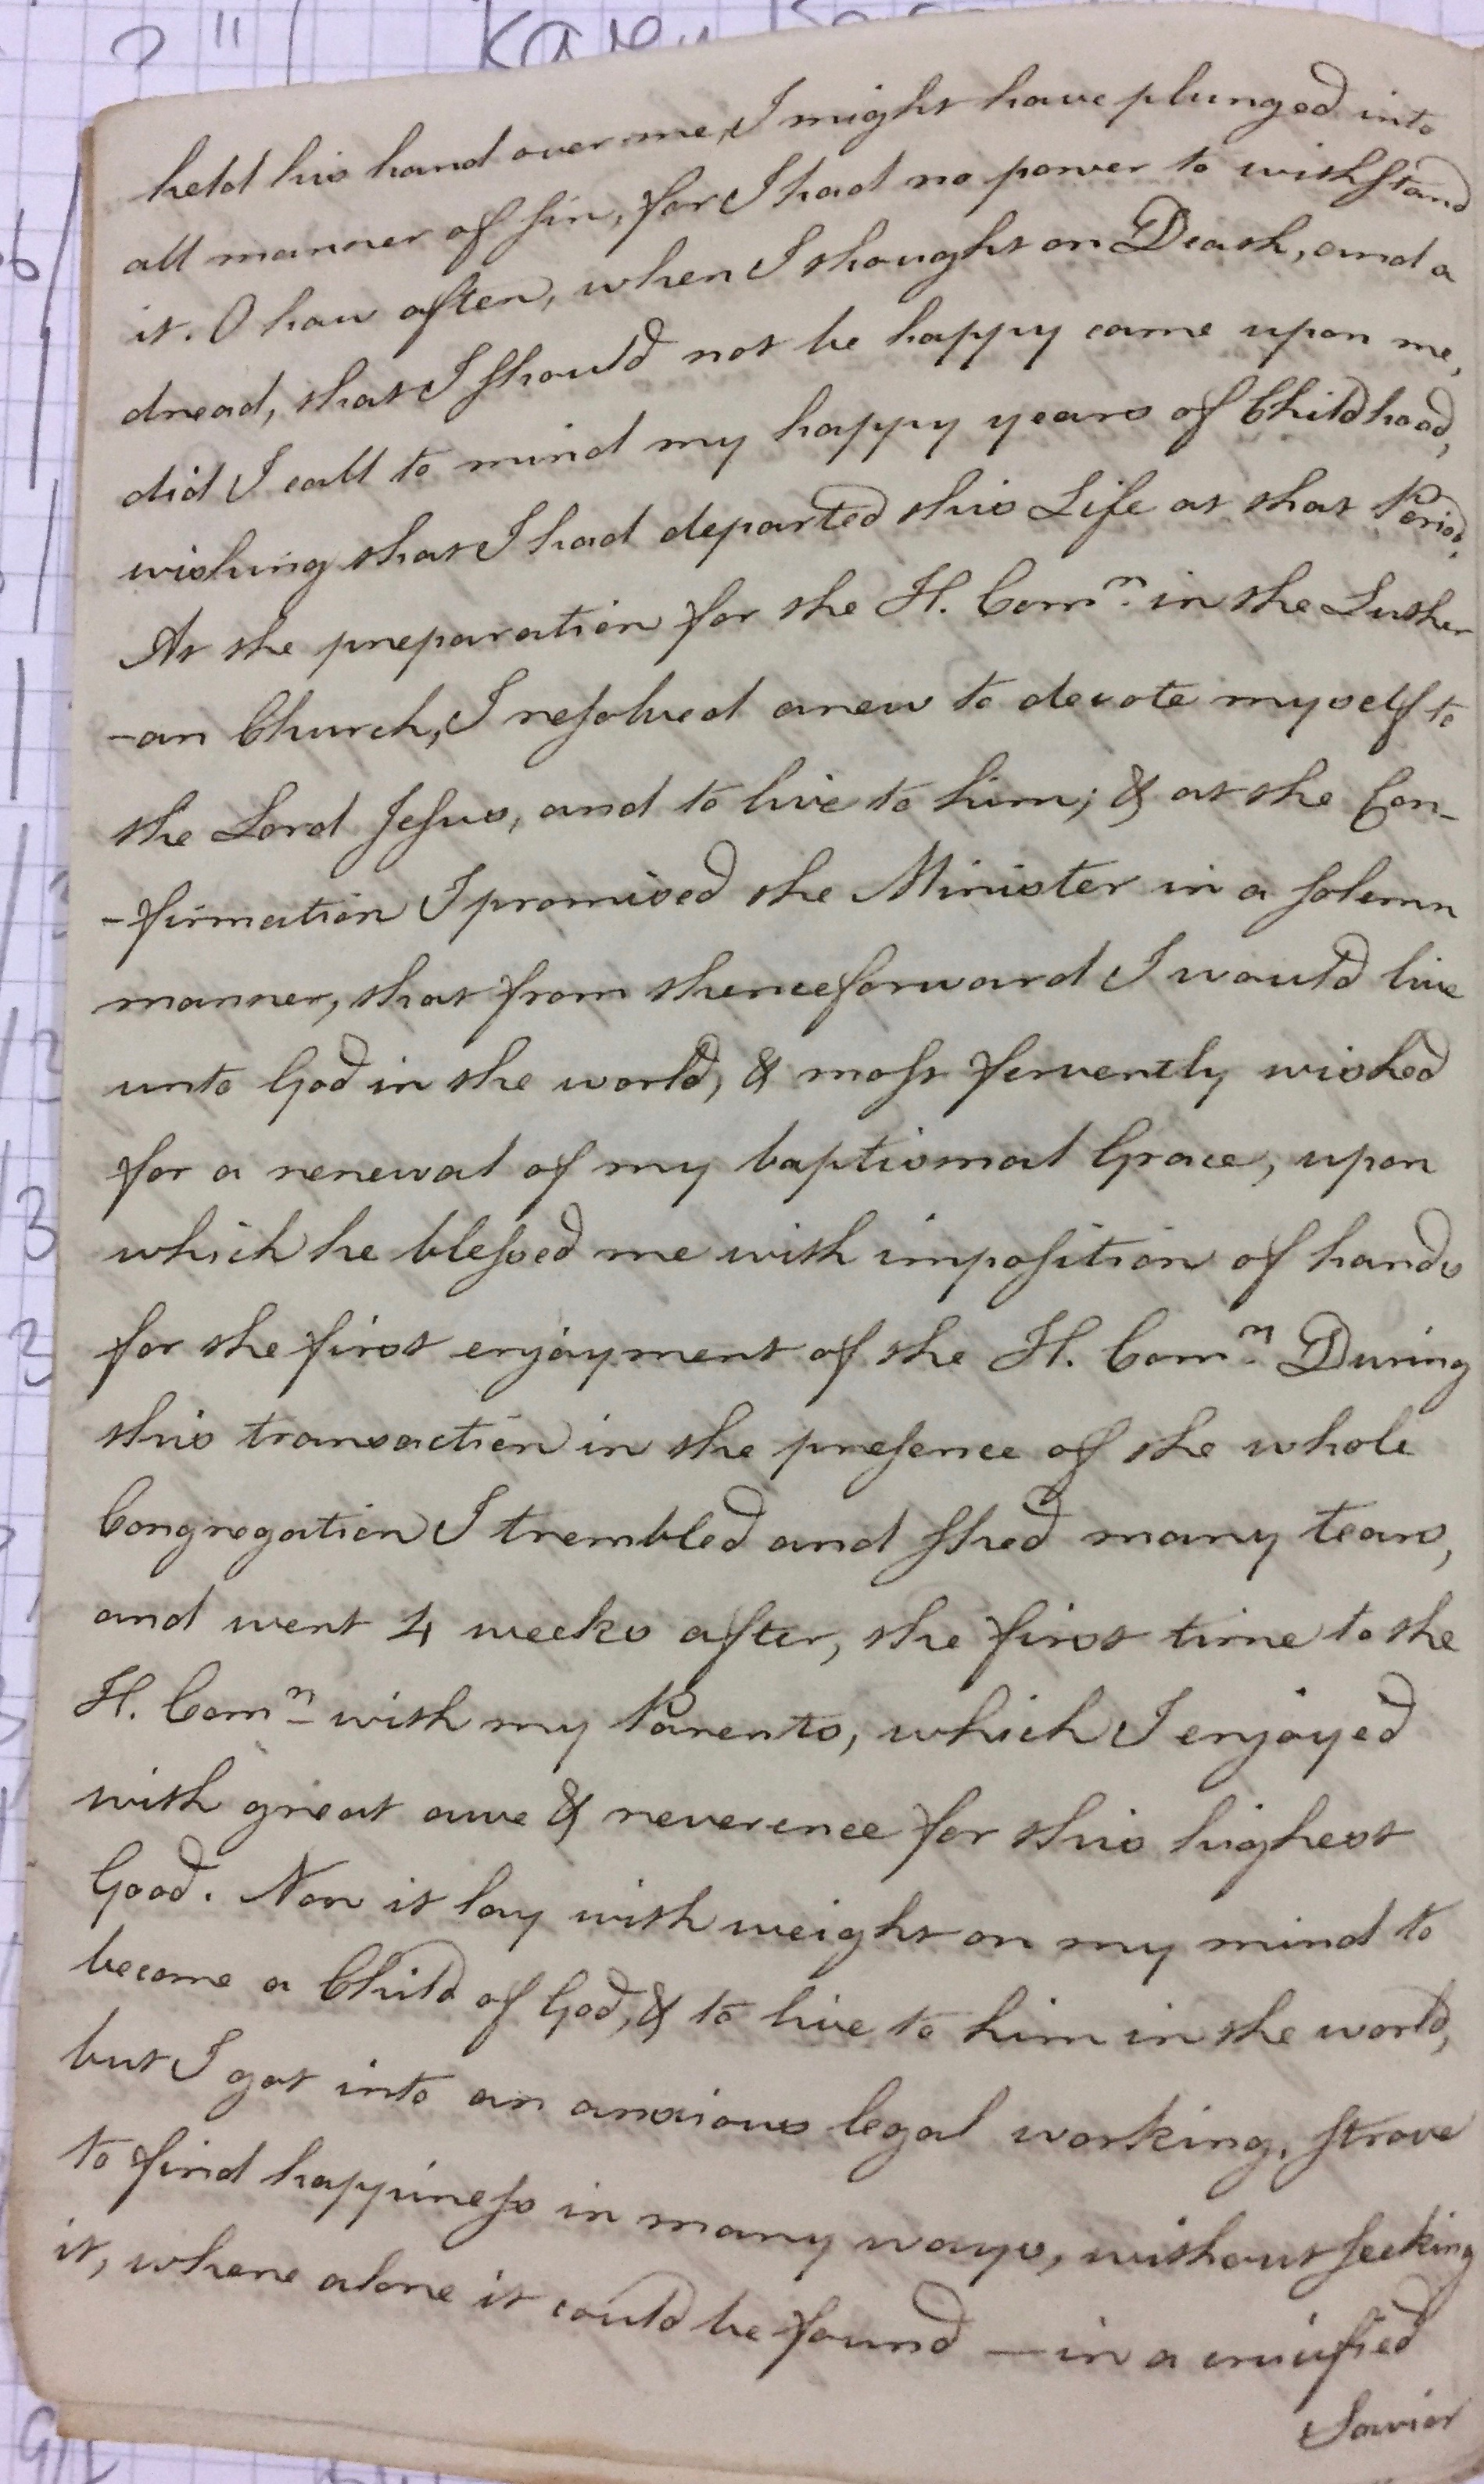 held his hand over me, I might have plunged into
all manner of sin, for I had no power to withstand
it. O how often, when I thought on Death, and a
dread, that I should not be happy came upon me,
did I call to mind my happy years of Childhood,
wishing that I had departed this Life at that Period.
At the preparation for the H. Comn. in the Luther
-an Church, I resolved anew to devote myself to
the Lord Jesus, and to live to him; & at the Con-
-firmation I promised the Minister in a solemn
manner, that from thenceforward I would live
unto God in the world, & most fervently wished
for a renewal of my baptismal Grace, upon
which he blessed me with imposition of hands
for the first enjoyment of the H. Comn. During
this transaction in the presence of the whole
Congregation I trembled and shed many tears,
and went 4 weeks after, the first time to the
H. Comn. with my Parents, which I enjoyed
with great awe & reverence for this highest
Good. Now it lay with weight on my mind to
become a Child of God, & to live to him in the world,
but I got into an anxious legal working, strove
to find happiness in many ways, without seeking
it, where alone it could be found — in a crucified
Savior